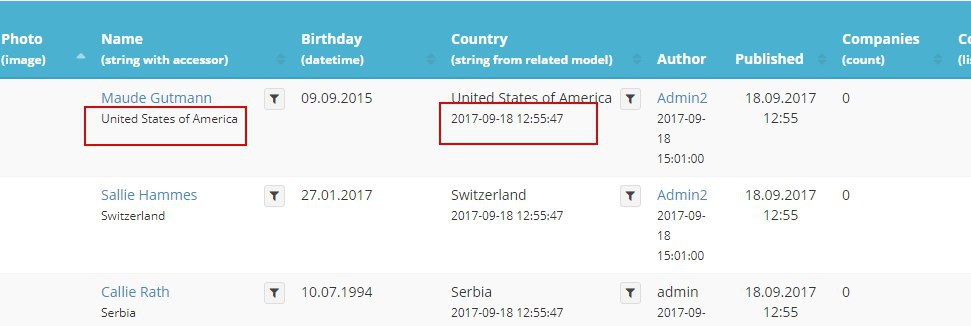 Photo Name Birthday Country Companies Co
(image) (string with accessor) (datetime) (string from related model) Author Published (count) (lis
Maude Gutmann 09.09.2015 United States of America Admin2 18.09.2017 0
United States of America 2017-09-18 12:55:47 2017-09- 12:55
18
15:01:00
Sallie Hammes 27.01.2017 Switzerland Admin2 18.09.2017 0
Switzerland 2017-09-18 12:55:47 2017-09- 12:55
18
15:01:00
Callie Rath 10.07.1994 Serbia admin 18.09.2017 0
Serbia 2017-09-18 12:55:47 2017-09- 12:55